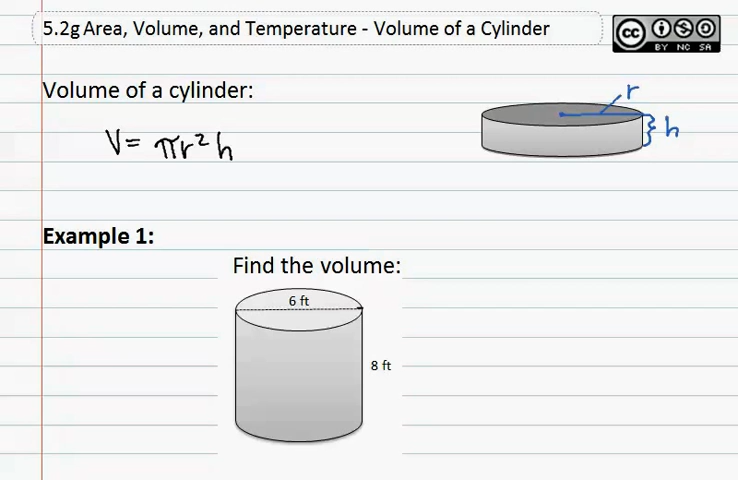 5.2g Area, Volume, and Temperature - Volume of a Cylinder
cc BY NC SA
Volume of a cylinder:
r
h
V= πr²h
Example 1:
Find the volume:
6 ft
8 ft